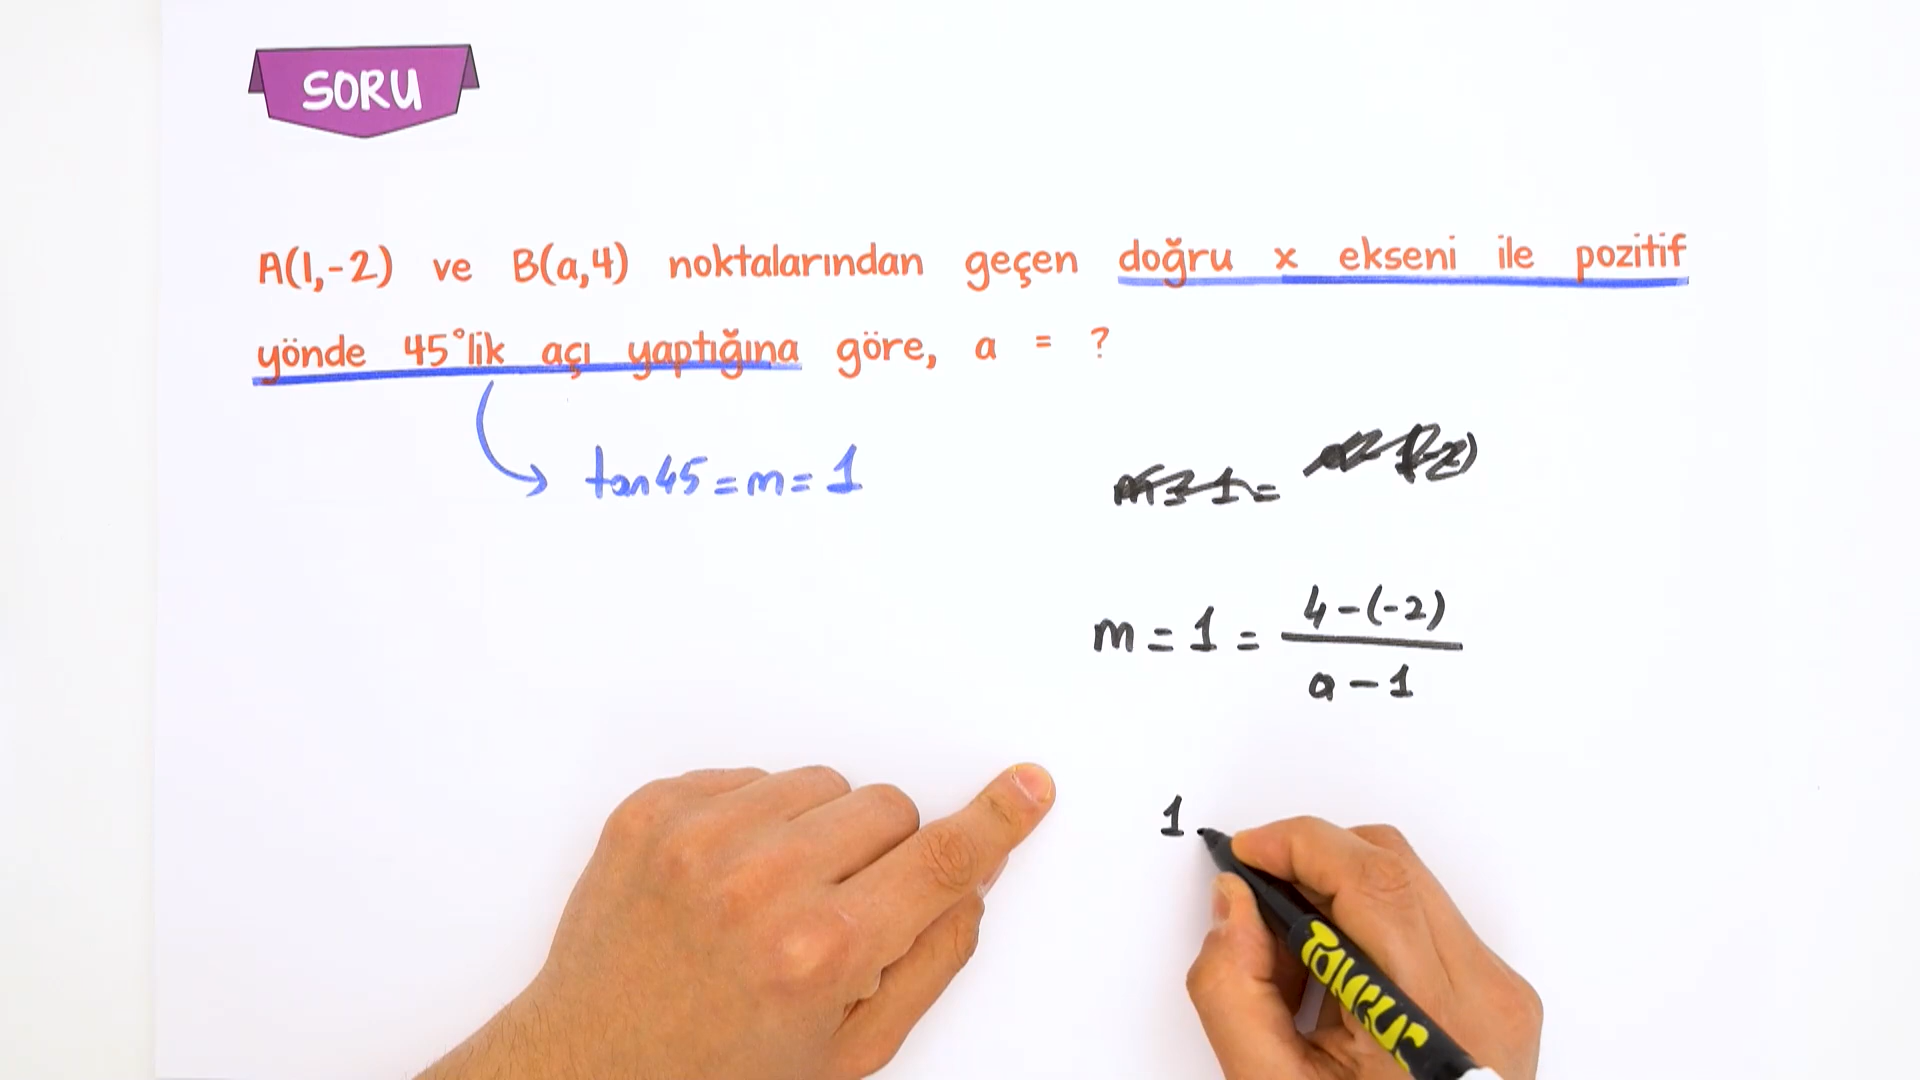 SORU
A(1,-2) ve B(a,4) noktalarından geçen doğru x ekseni ile pozitif
yönde 45°lik açı yaptığına göre, a = ?
tan45=m=1
m = 1 = 4-(-2)
a-1
1